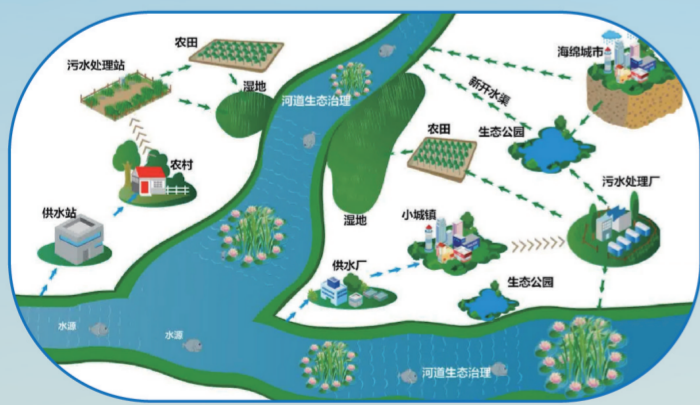 农田
海绵城市
污水处理站
湿地
河道生态治理
新开水渠
农田
生态公园
农村
污水处理厂
供水站
湿地
小城镇
供水厂
生态公园
水源
水源
河道生态治理